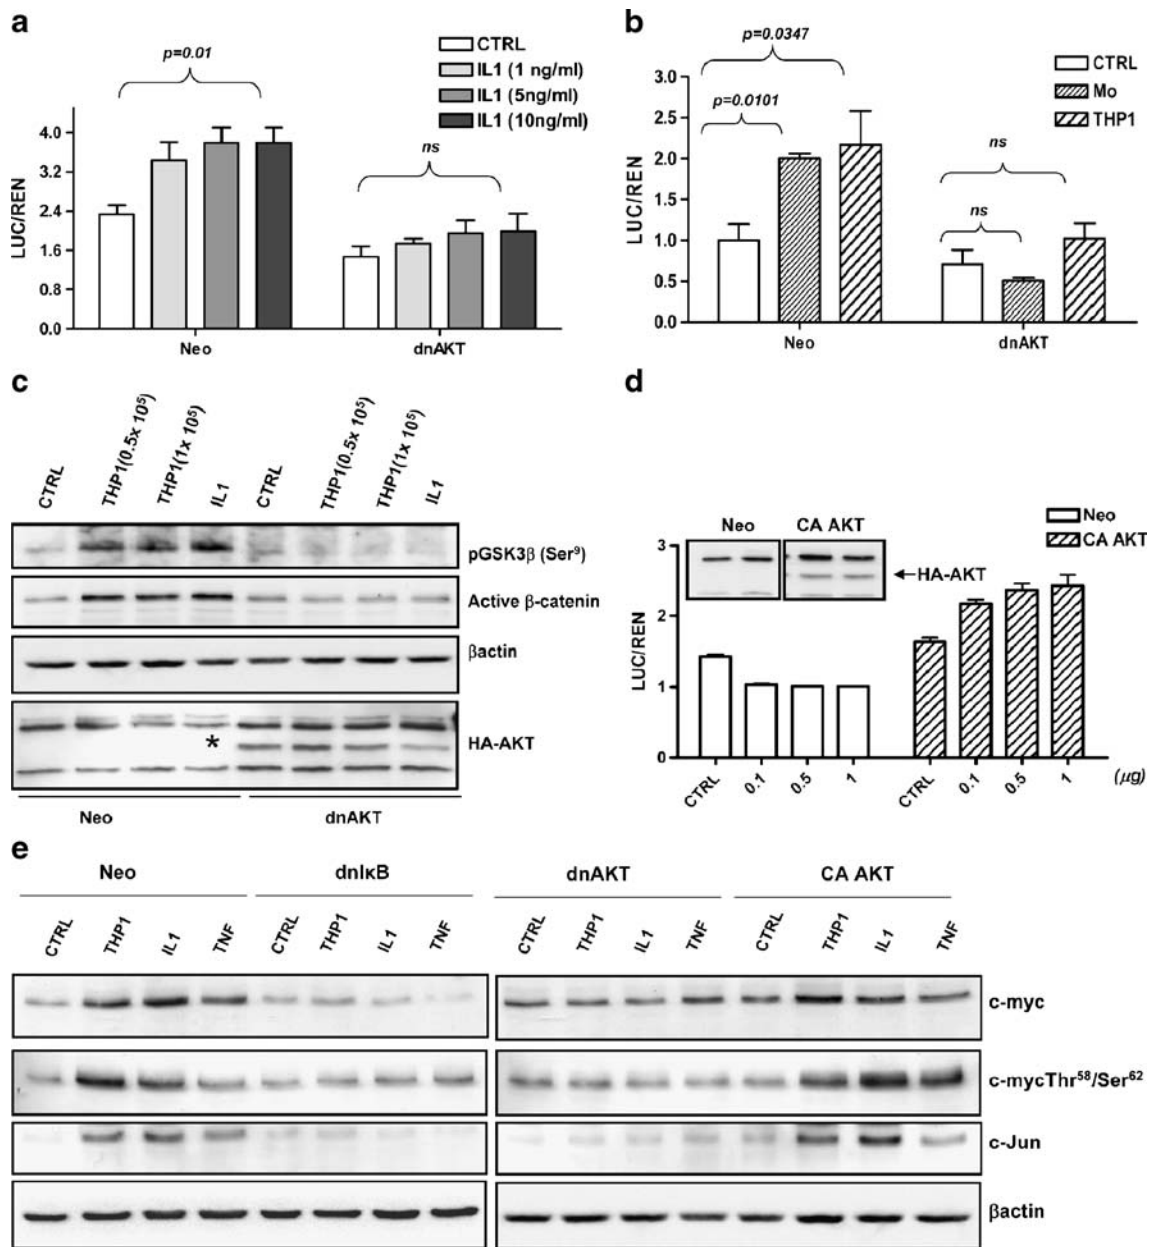 a
p=0.01
CTRL
IL1 (1 ng/ml)
IL1 (5ng/ml)
IL1 (10ng/ml)
LUC/REN
4.0
3.2
2.4
1.6
0.8
0.0
ns
Neo
dnAKT
b
p=0.0347
p=0.0101
CTRL
Mo
THP1
LUC/REN
3.0
2.5
2.0
1.5
1.0
0.5
0.0
ns
ns
Neo
dnAKT
c
CTRL
THP1(0.5x 10⁵)
THP1(1x 10⁵)
IL1
CTRL
THP1(0.5x 10⁵)
THP1(1x 10⁵)
IL1
pGSK3β (Ser⁹)
Active β-catenin
βactin
HA-AKT
*
Neo
dnAKT
d
Neo
CA AKT
Neo
CA AKT
HA-AKT
LUC/REN
3
2
1
0
CTRL
0.1
0.5
1
CTRL
0.1
0.5
1
(μg)
e
Neo
dnIκB
dnAKT
CA AKT
CTRL
THP1
IL1
TNF
CTRL
THP1
IL1
TNF
CTRL
THP1
IL1
TNF
CTRL
THP1
IL1
TNF
c-myc
c-mycThr⁵⁸/Ser⁶²
c-Jun
βactin